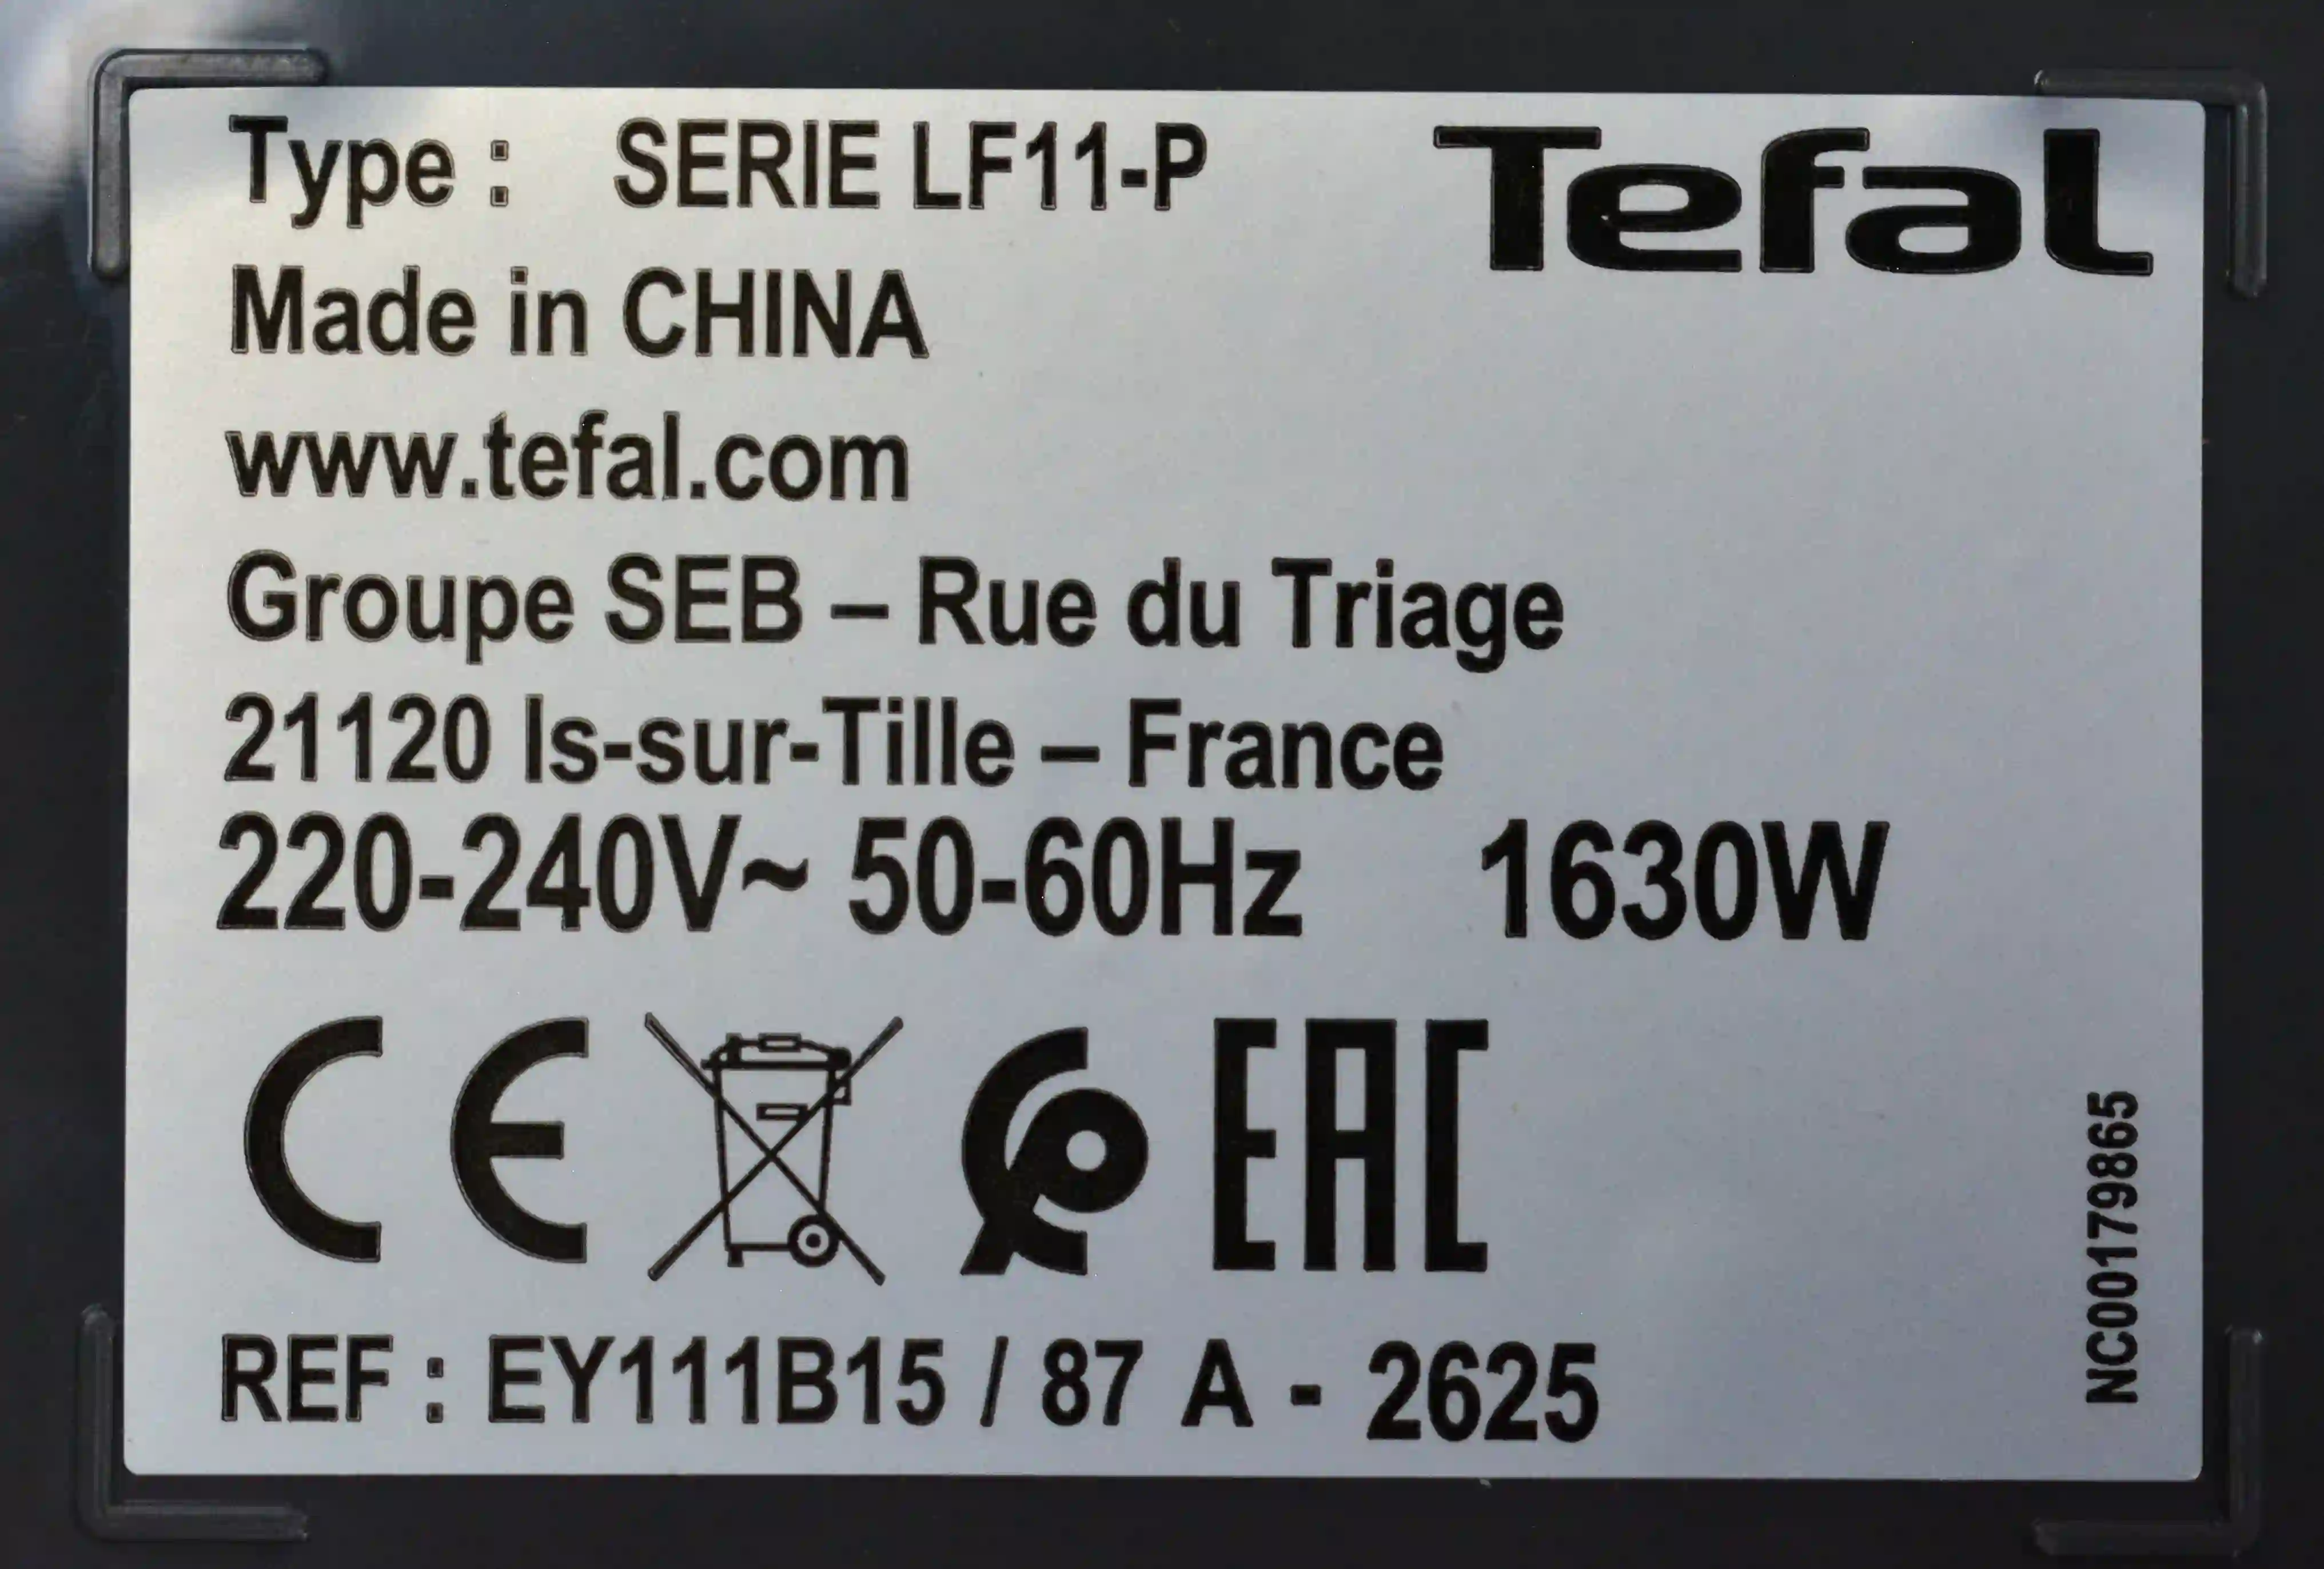 Type : SERIE LF11-P
Tefal
Made in CHINA
www.tefal.com
Groupe SEB – Rue du Triage
21120 Is-sur-Tille – France
220-240V~ 50-60Hz 1630W
CE EAC
REF : EY111B15 / 87 A - 2625
NC00179865